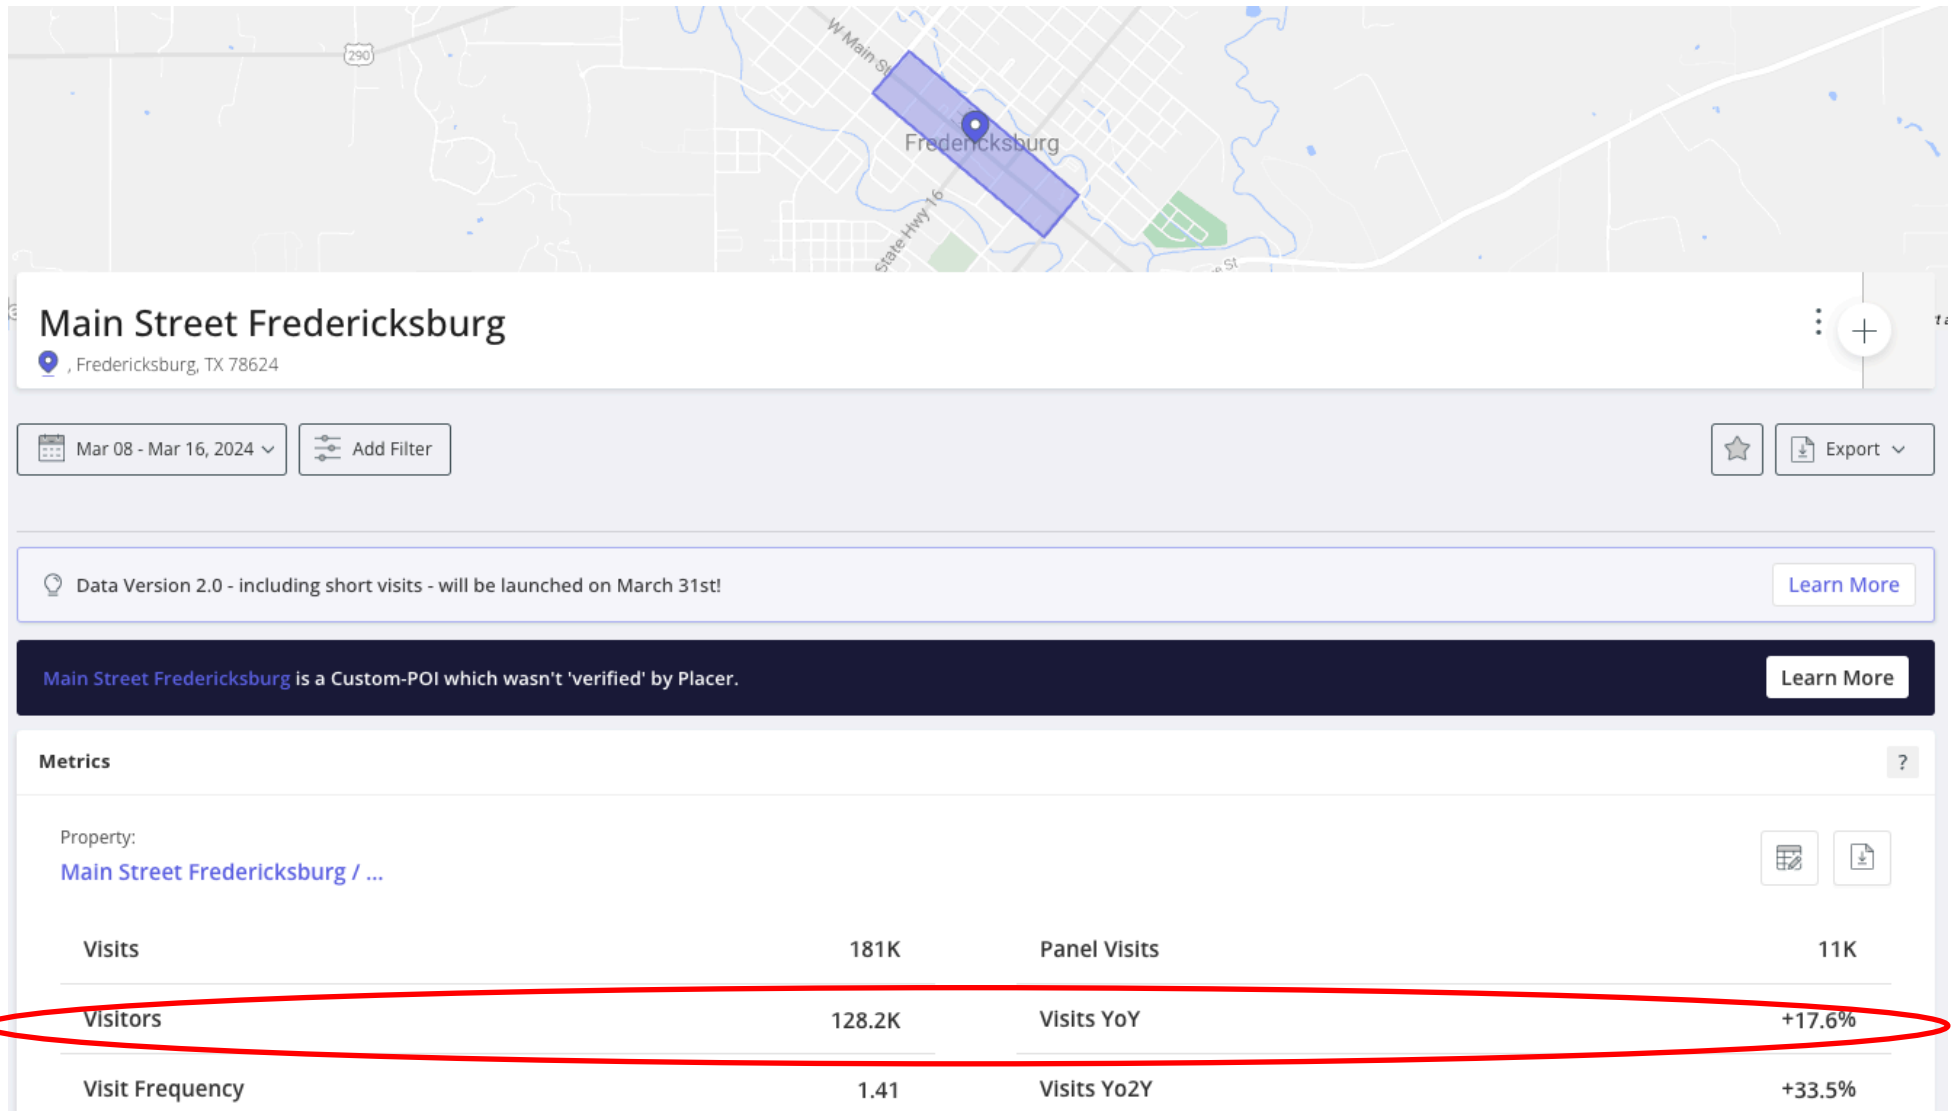 290
W Main St
Fredericksburg
State Hwy 16
St
Main Street Fredericksburg
, Fredericksburg, TX 78624
Mar 08 - Mar 16, 2024
Add Filter
Export
Data Version 2.0 - including short visits - will be launched on March 31st!
Learn More
Main Street Fredericksburg is a Custom-POI which wasn't 'verified' by Placer.
Learn More
Metrics
?
Property:
Main Street Fredericksburg / ...
Visits 181K Panel Visits 11K
Visitors 128.2K Visits YoY +17.6%
Visit Frequency 1.41 Visits Yo2Y +33.5%